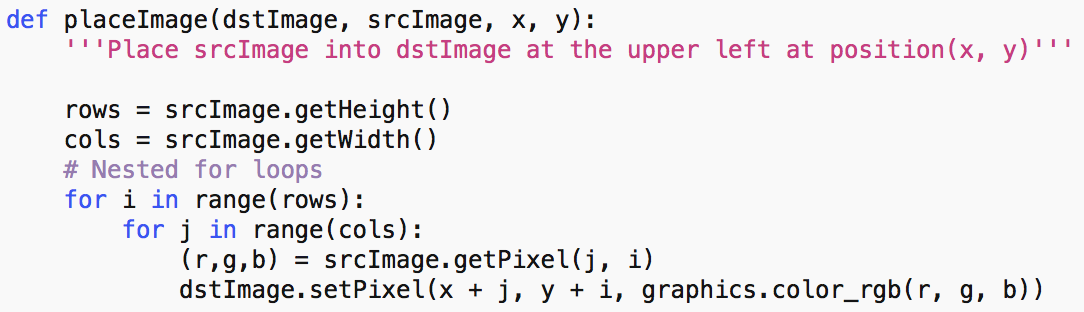 def placeImage(dstImage, srcImage, x, y):
    '''Place srcImage into dstImage at the upper left at position(x, y)'''

    rows = srcImage.getHeight()
    cols = srcImage.getWidth()
    # Nested for loops
    for i in range(rows):
        for j in range(cols):
            (r,g,b) = srcImage.getPixel(j, i)
            dstImage.setPixel(x + j, y + i, graphics.color_rgb(r, g, b))